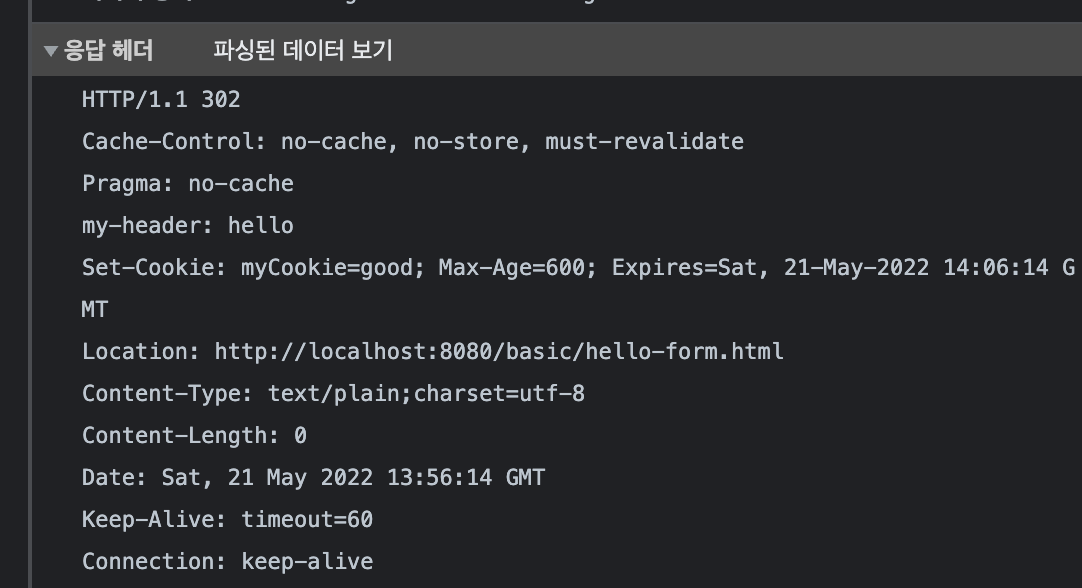 응답 헤더 파싱된 데이터 보기
HTTP/1.1 302
Cache-Control: no-cache, no-store, must-revalidate
Pragma: no-cache
my-header: hello
Set-Cookie: myCookie=good; Max-Age=600; Expires=Sat, 21-May-2022 14:06:14 G
MT
Location: http://localhost:8080/basic/hello-form.html
Content-Type: text/plain;charset=utf-8
Content-Length: 0
Date: Sat, 21 May 2022 13:56:14 GMT
Keep-Alive: timeout=60
Connection: keep-alive